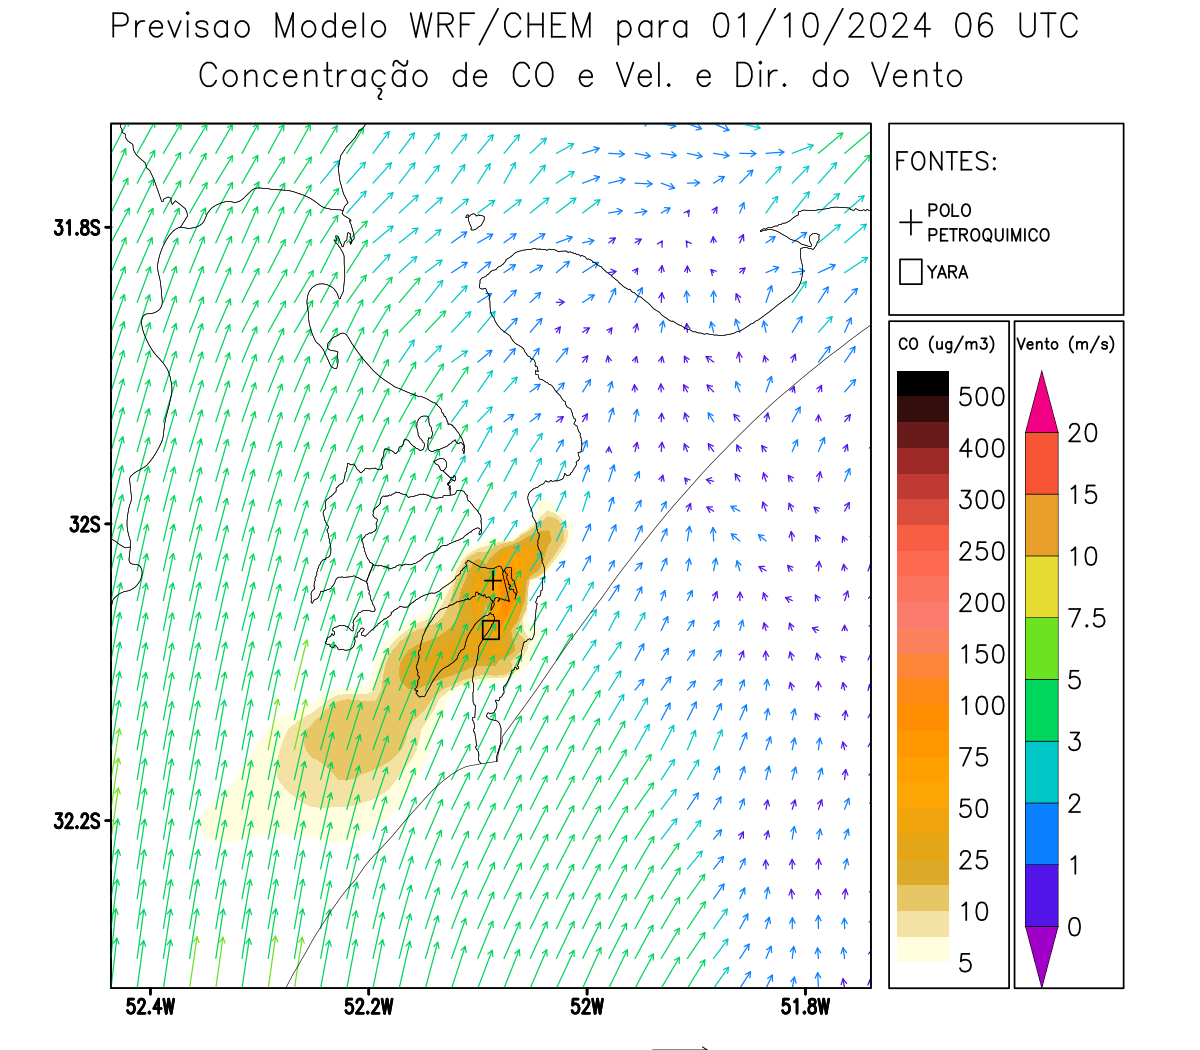 Previsao Modelo WRF/CHEM para 01/10/2024 06 UTC
Concentração de CO e Vel. e Dir. do Vento
FONTES:
POLO
PETROQUIMICO
YARA
CO (ug/m3)
500
400
300
250
200
150
100
75
50
25
10
5
Vento (m/s)
20
15
10
7.5
5
3
2
1
0
31.8S
32S
32.2S
52.4W
52.2W
52W
51.8W